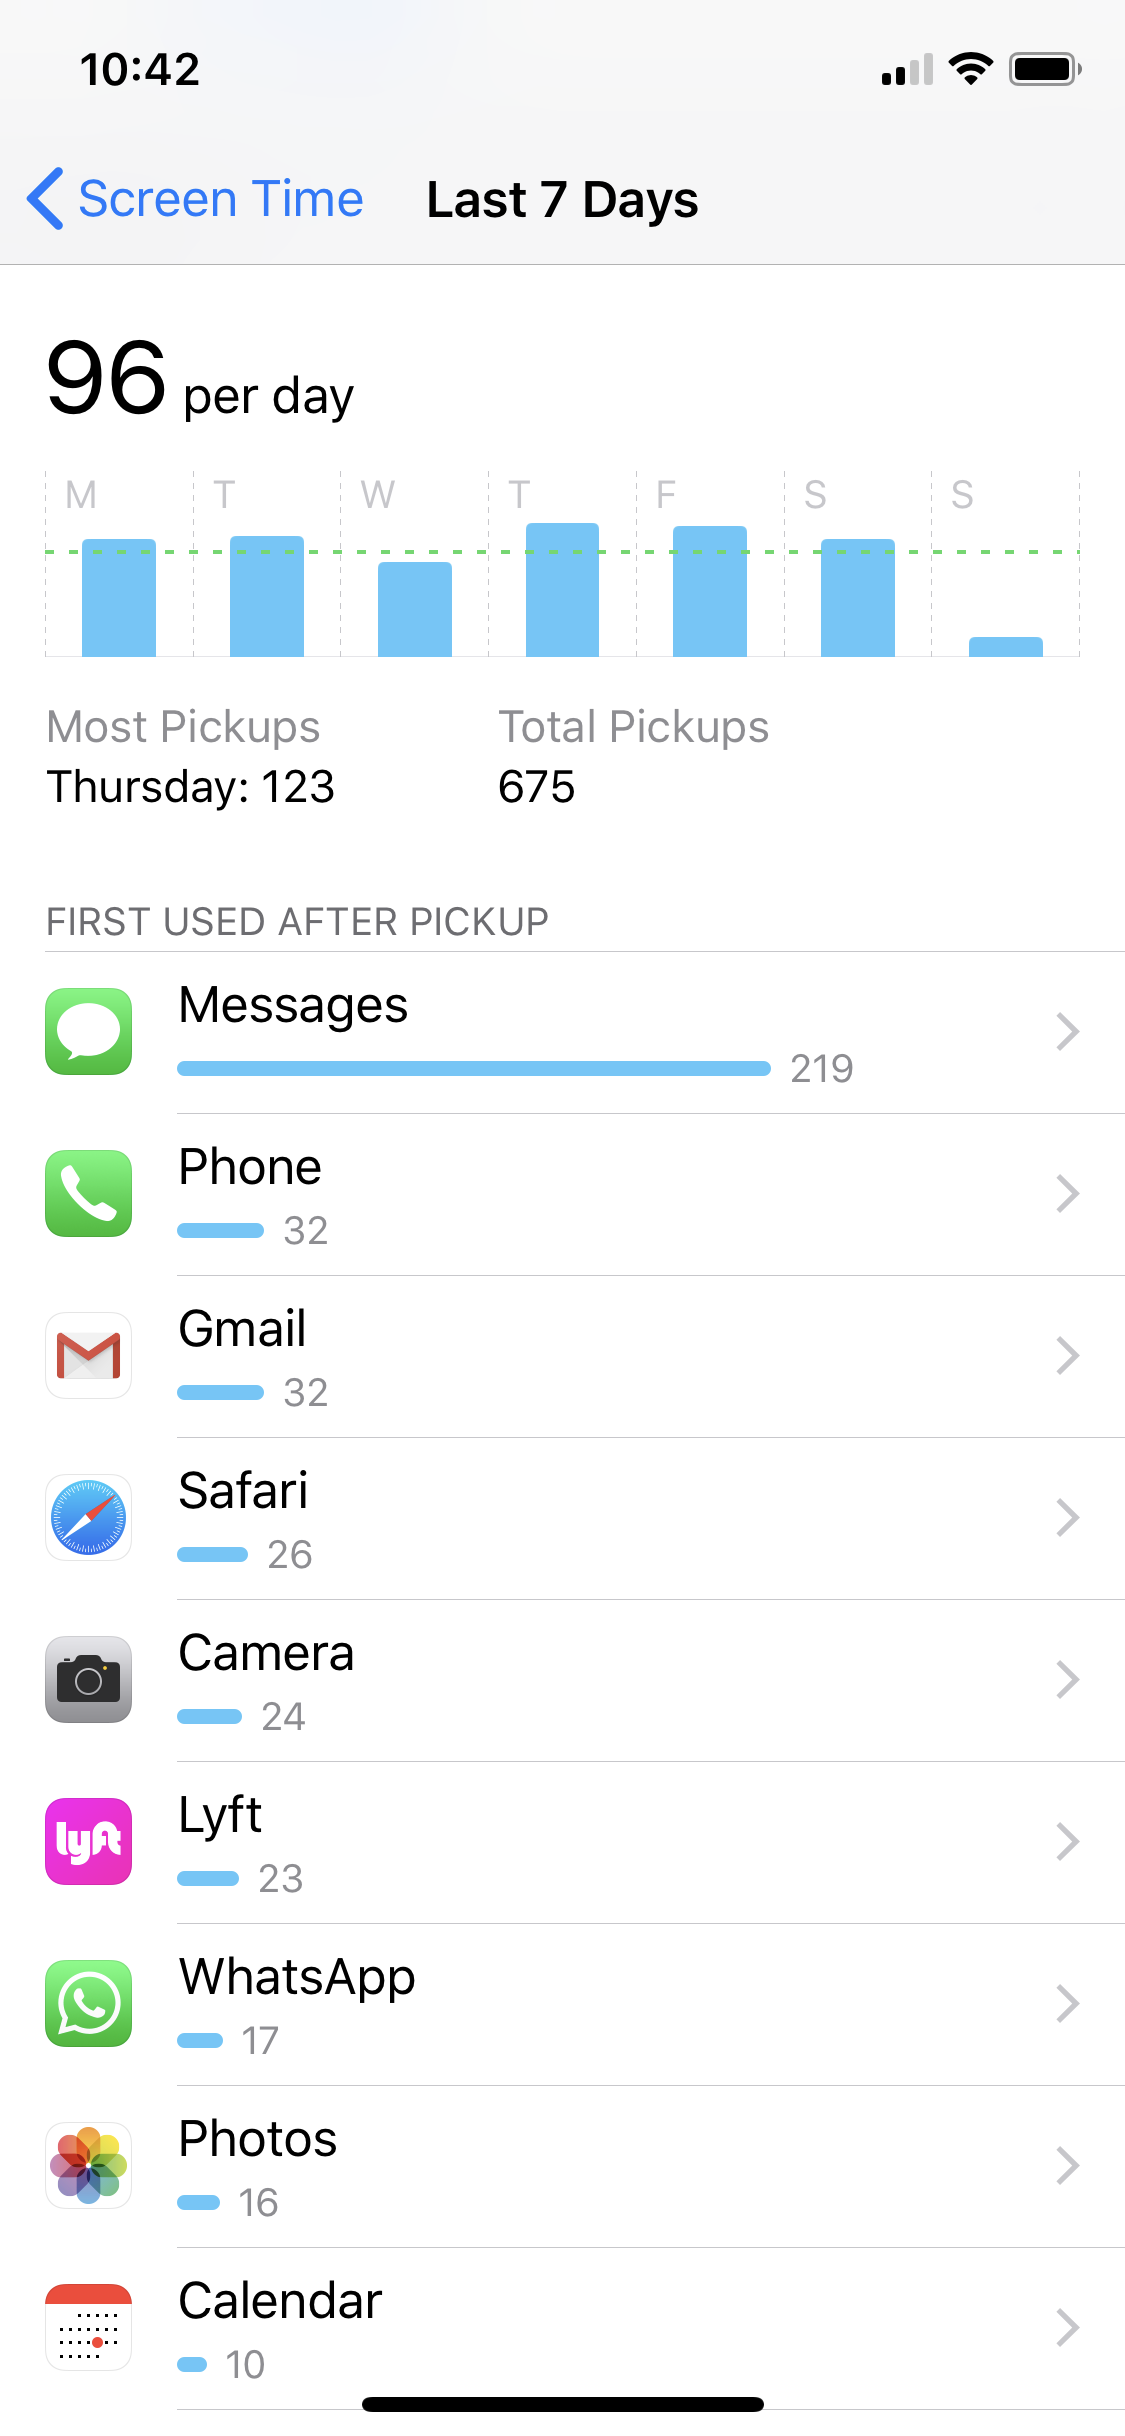 10:42
Screen Time Last 7 Days
96 per day
M T W T F S S
Most Pickups Total Pickups
Thursday: 123 675
FIRST USED AFTER PICKUP
Messages
219
Phone
32
Gmail
32
Safari
26
Camera
24
Lyft
lyft
23
WhatsApp
17
Photos
16
Calendar
10